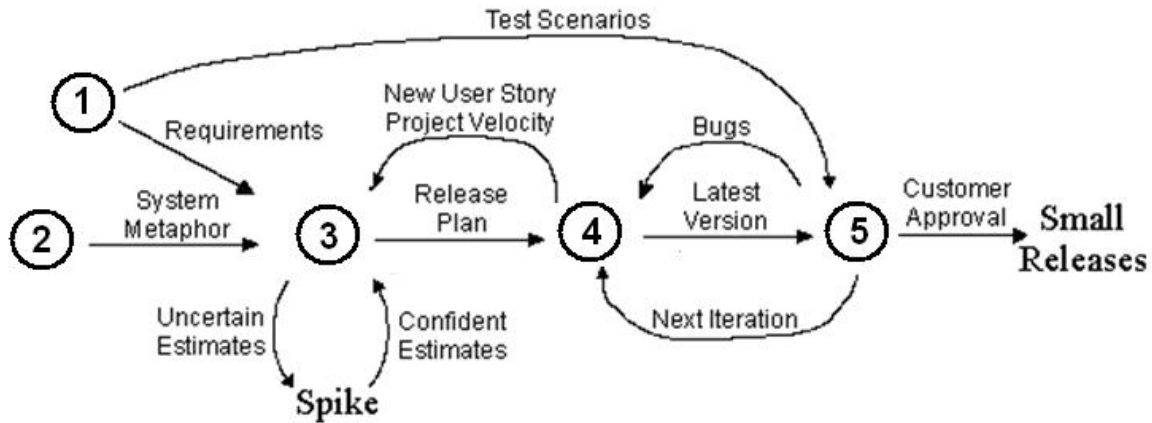 Test Scenarios
1
New User Story
Project Velocity
Requirements
Bugs
System
Metaphor
Release
Plan
Latest
Version
Customer
Approval
2
3
4
5
Small
Releases
Uncertain
Estimates
Confident
Estimates
Next Iteration
Spike